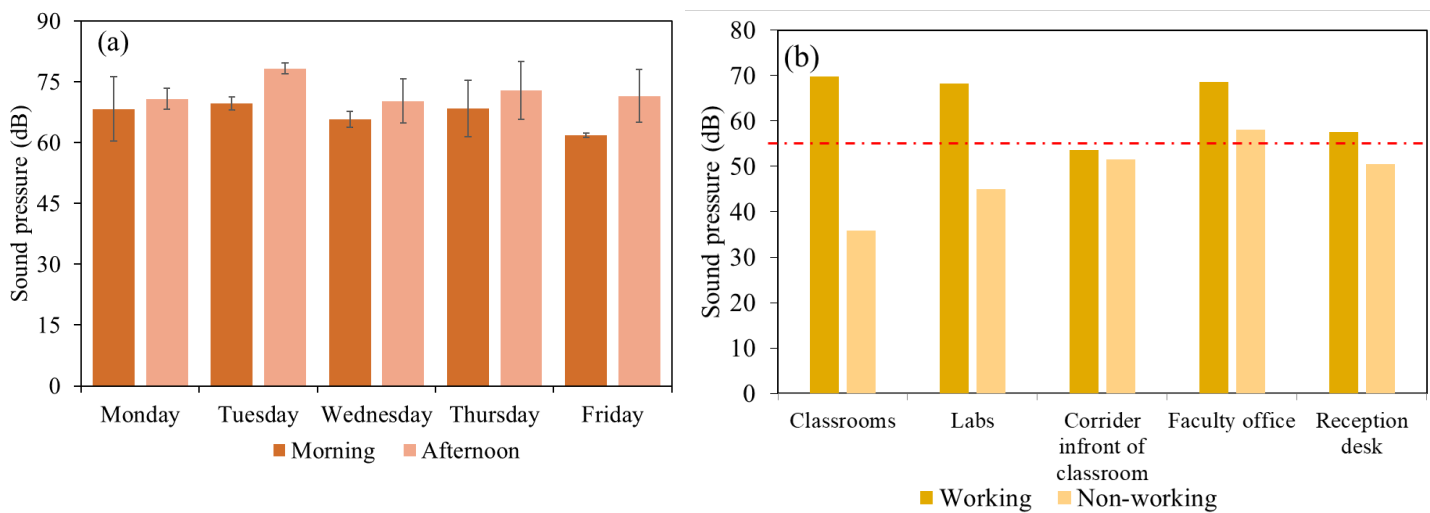 (a)
Sound pressure (dB)
90
75
60
45
30
15
0
Monday
Tuesday
Wednesday
Thursday
Friday
Morning
Afternoon
(b)
Sound pressure (dB)
80
70
60
50
40
30
20
10
0
Classrooms
Labs
Corrider
infront of
classroom
Faculty office
Reception
desk
Working
Non-working